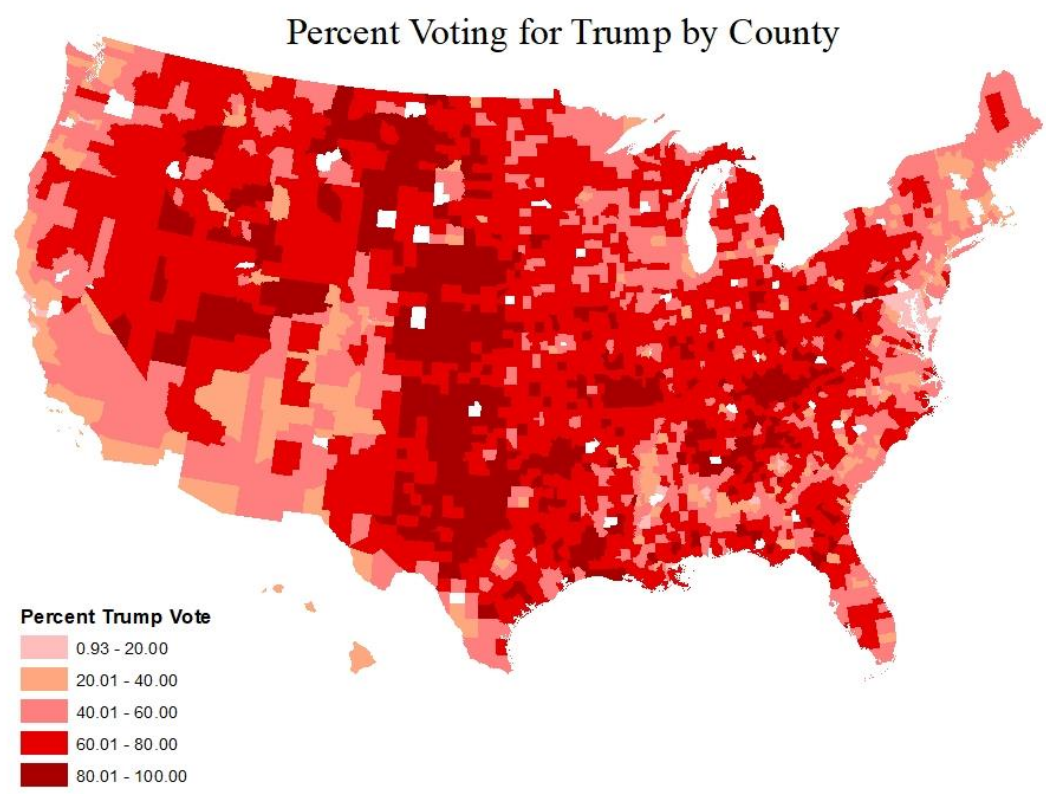 Percent Voting for Trump by County
Percent Trump Vote
0.93 - 20.00
20.01 - 40.00
40.01 - 60.00
60.01 - 80.00
80.01 - 100.00